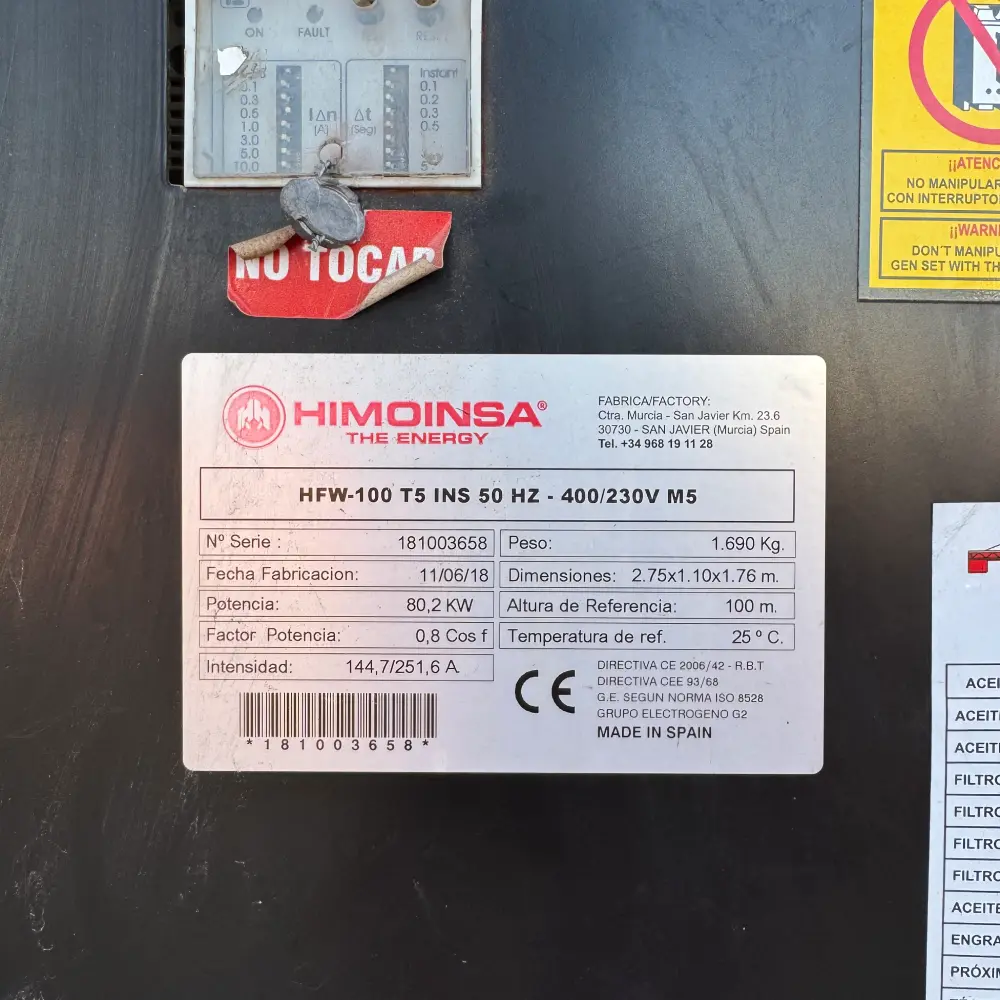 ON
FAULT
0.1
0.3
0.5
1.0
3.0
5.0
10.0
I∆n
[A]
∆t
(Seg)
Instant
0.1
0.2
0.3
0.5
NO TOCAR
¡¡ATENC
NO MANIPULAR
CON INTERRUPTO
¡¡WARNI
DON´T MANIPU
GEN SET WITH TH
HIMOINSA®
THE ENERGY
FABRICA/FACTORY:
Ctra. Murcia - San Javier Km. 23.6
30730 - SAN JAVIER (Murcia) Spain
Tel. +34 968 19 11 28
HFW-100 T5 INS 50 HZ - 400/230V M5
Nº Serie : 181003658
Peso: 1.690 Kg.
Fecha Fabricacion: 11/06/18
Dimensiones: 2.75x1.10x1.76 m.
Potencia: 80,2 KW
Altura de Referencia: 100 m.
Factor Potencia: 0,8 Cos f
Temperatura de ref. 25 º C.
Intensidad: 144,7/251,6 A
CE
DIRECTIVA CE 2006/42 - R.B.T
DIRECTIVA CEE 93/68
G.E. SEGUN NORMA ISO 8528
GRUPO ELECTROGENO G2
MADE IN SPAIN
*181003658*
ACEI
ACEIT
ACEIT
FILTRO
FILTRO
FILTRO
FILTRO
ACEITE
ENGRA
PRÓXIM